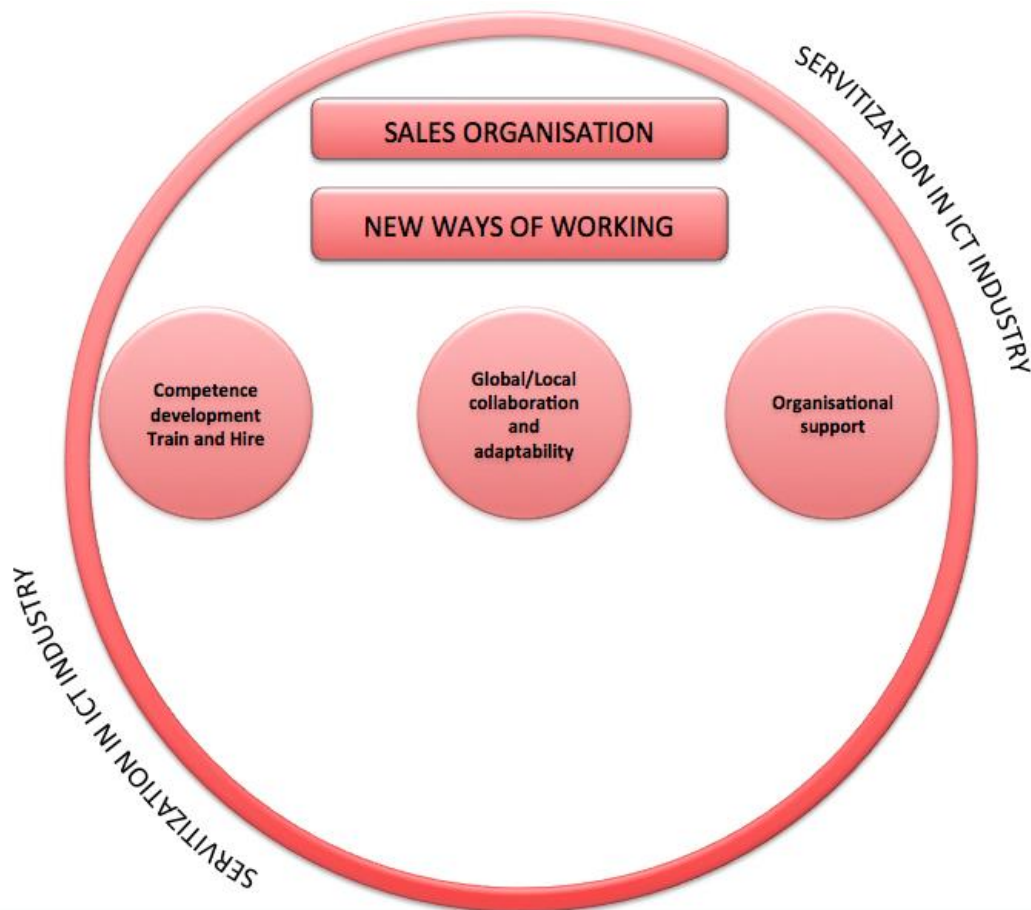 SERVITIZATION IN ICT INDUSTRY
SALES ORGANISATION
NEW WAYS OF WORKING
Competence
development
Train and Hire
Global/Local
collaboration
and
adaptability
Organisational
support
SERVITIZATION IN ICT INDUSTRY